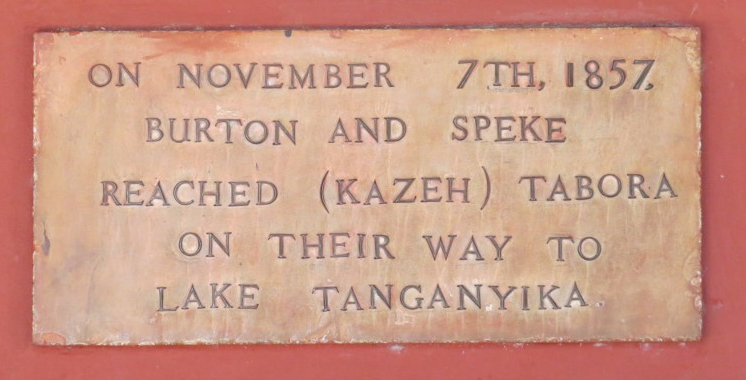 ON NOVEMBER 7TH, 1857,
BURTON AND SPEKE
REACHED (KAZEH) TABORA
ON THEIR WAY TO
LAKE TANGANYIKA.